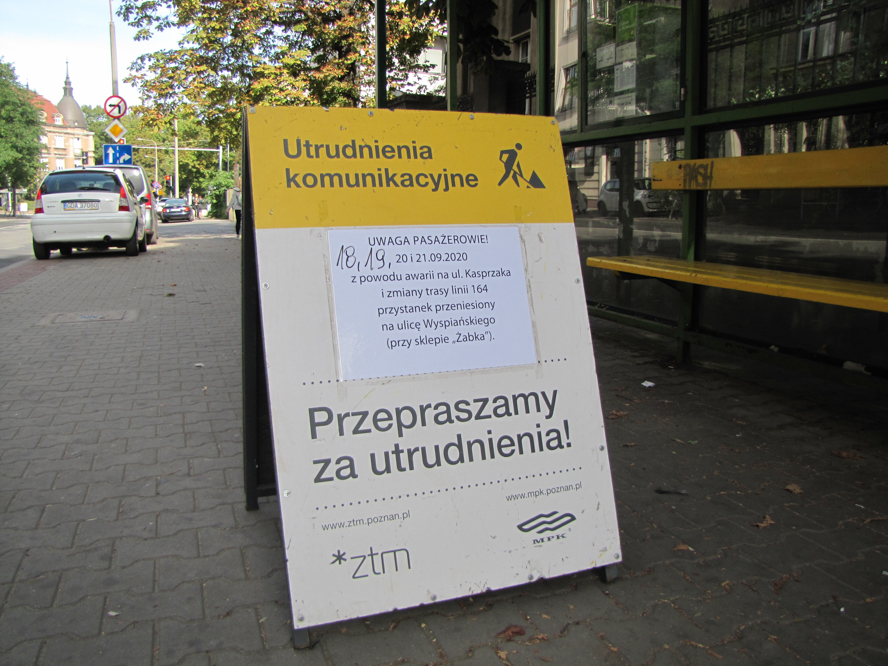 Utrudnienia
komunikacyjne
UWAGA PASAŻEROWIE!
18, 19, 20 i 21.09.2020
z powodu awarii na ul. Kasprzaka
i zmiany trasy linii 164
przystanek przeniesiony
na ulicę Wyspiańskiego
(przy sklepie „Żabka”).
Przepraszamy
za utrudnienia!
www.ztm.poznan.pl
www.mpk.poznan.pl
*ztm
MPK